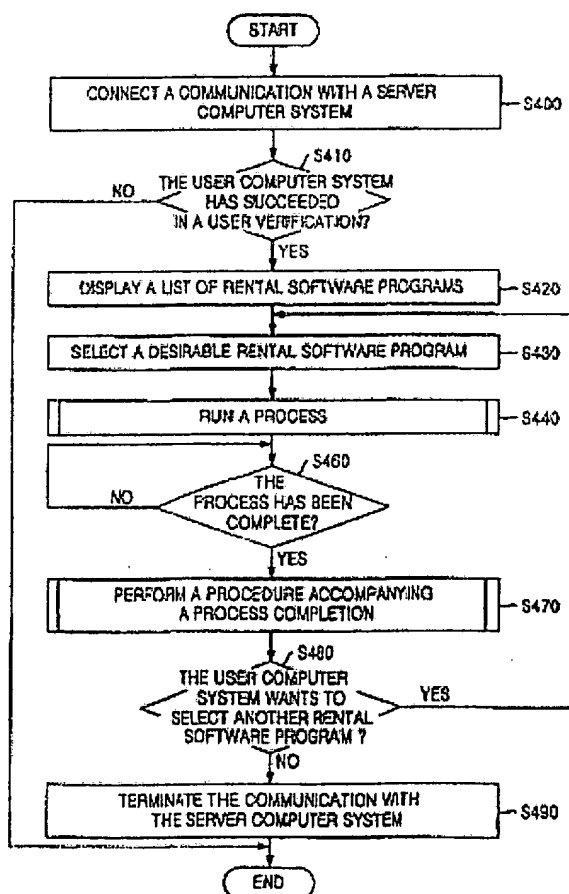 START
CONNECT A COMMUNICATION WITH A SERVER
COMPUTER SYSTEM
S400
S410
NO
THE USER COMPUTER SYSTEM
HAS SUCCEEDED
IN A USER VERIFICATION?
YES
DISPLAY A LIST OF RENTAL SOFTWARE PROGRAMS
S420
SELECT A DESIRABLE RENTAL SOFTWARE PROGRAM
S430
RUN A PROCESS
S440
S460
NO
THE
PROCESS HAS BEEN
COMPLETE?
YES
PERFORM A PROCEDURE ACCOMPANYING
A PROCESS COMPLETION
S470
S480
THE USER COMPUTER
SYSTEM WANTS TO
SELECT ANOTHER RENTAL
SOFTWARE PROGRAM ?
YES
NO
TERMINATE THE COMMUNICATION WITH
THE SERVER COMPUTER SYSTEM
S490
END